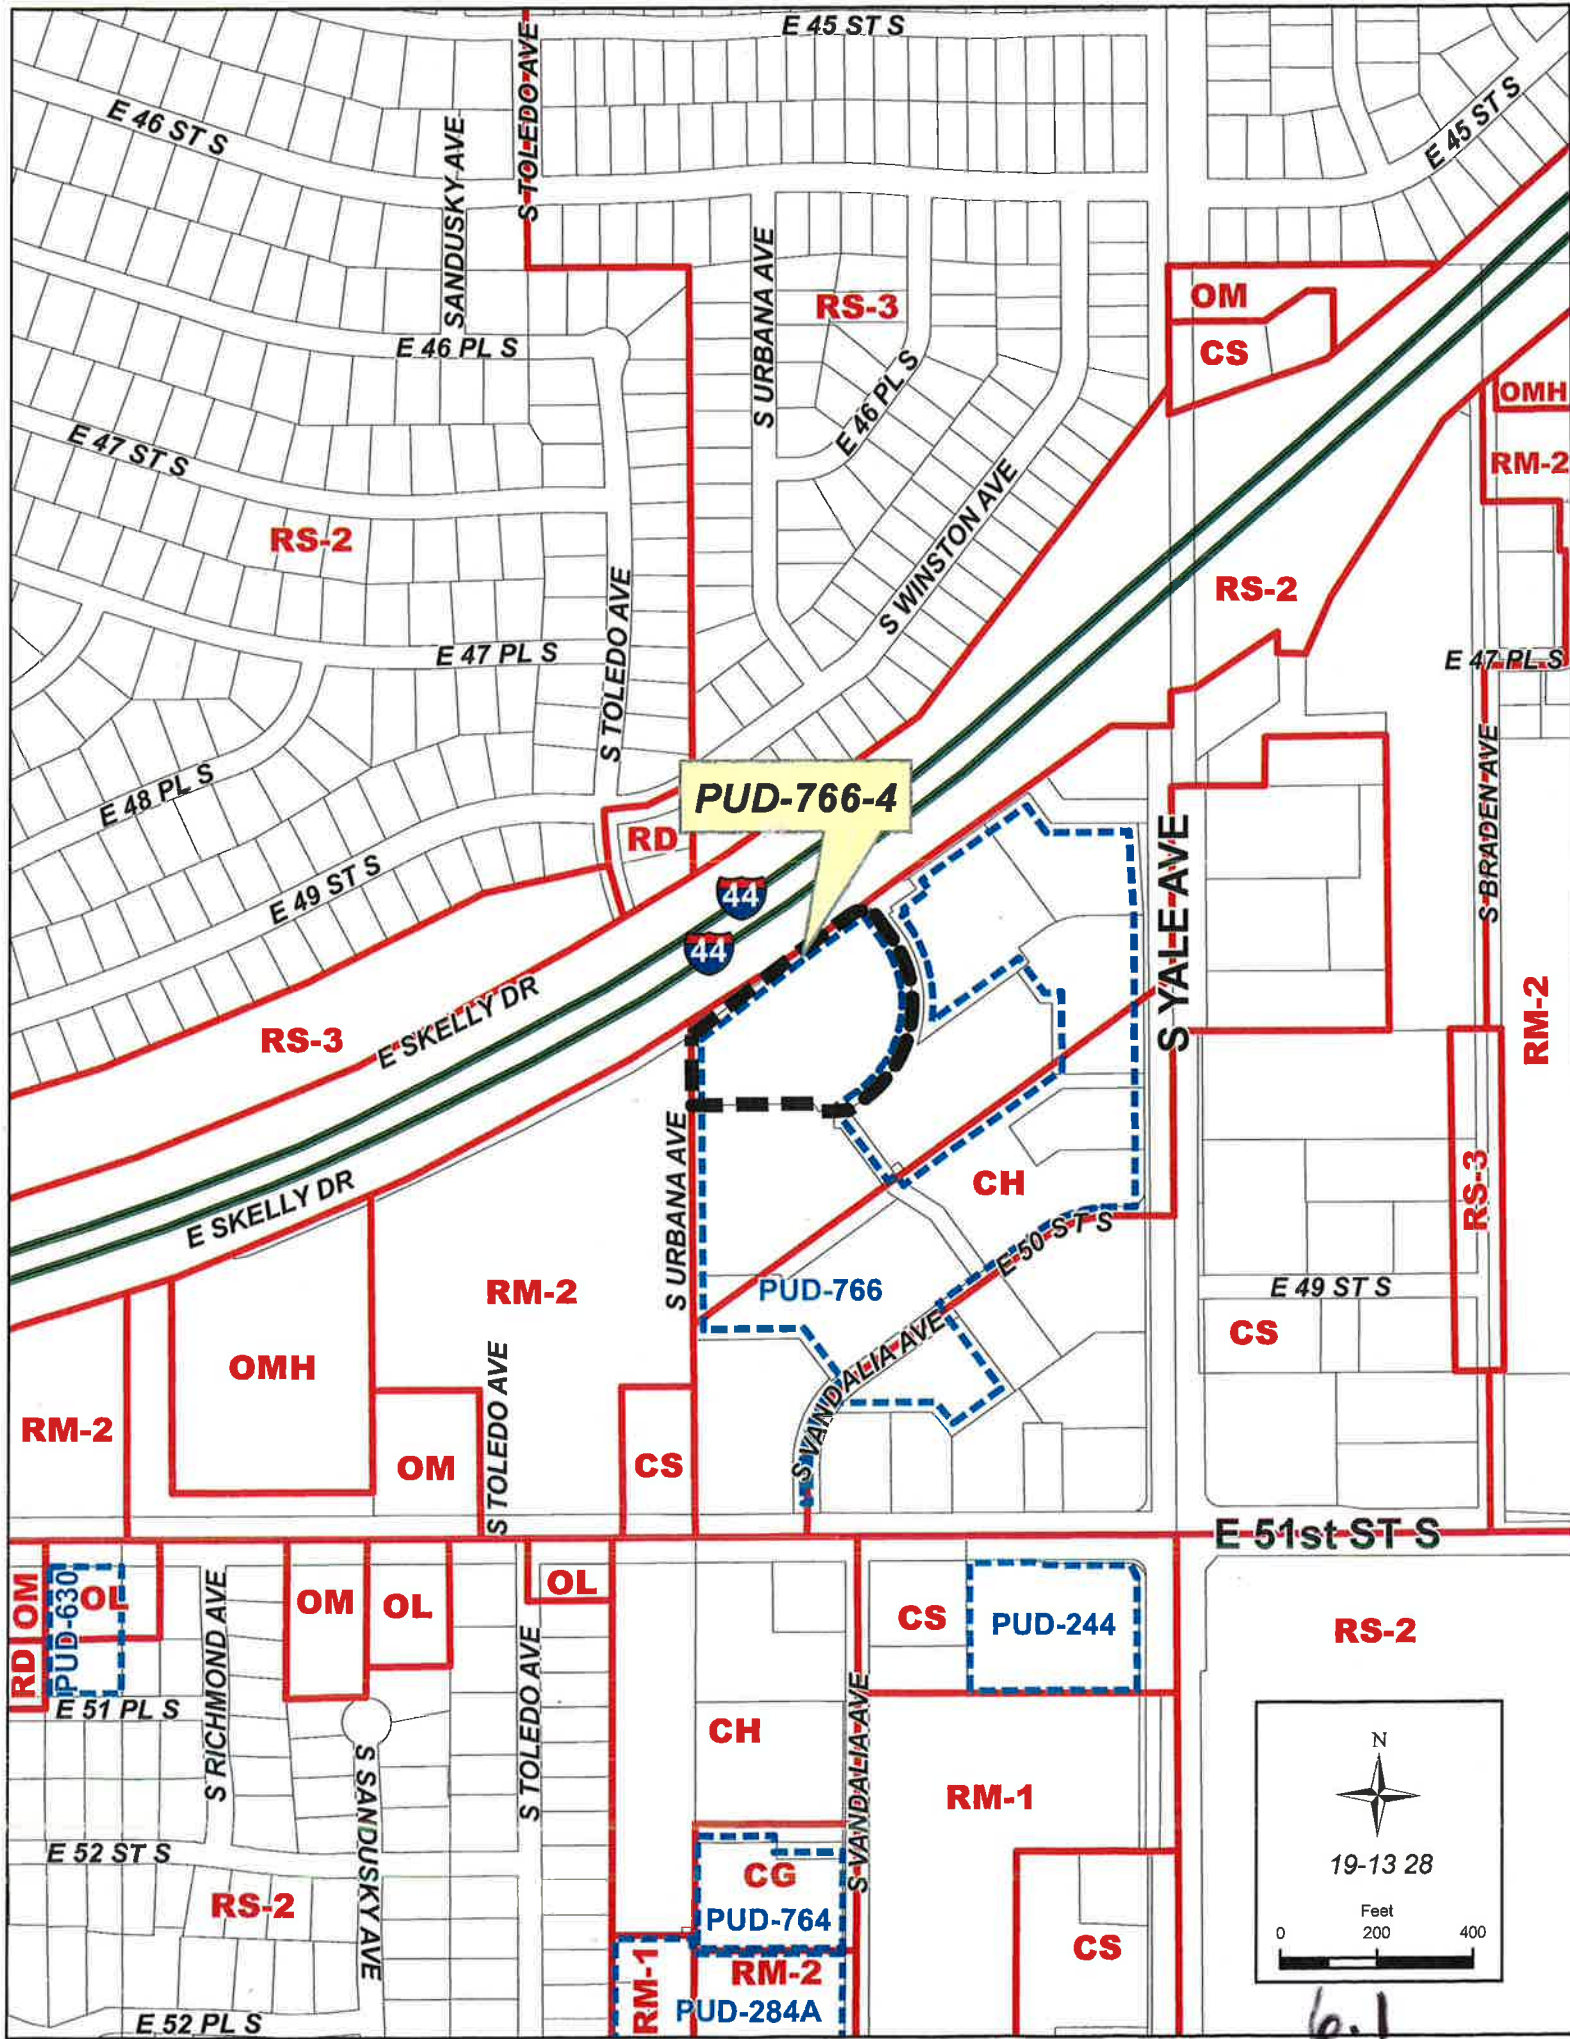 E 45 ST S
S TOLEDO AVE
E 46 ST S
SANDUSKY AVE
E 45 ST S
S URBANA AVE
RS-3
OM
CS
E 46 PL S
E 46 PL S
OMH
RM-2
E 47 ST S
RS-2
S WINSTON AVE
RS-2
S TOLEDO AVE
E 47 PL S
E 47 PL S
S BRADEN AVE
E 48 PL S
PUD-766-4
RD
S YALE AVE
E 49 ST S
44
44
RS-3
E SKELLY DR
RM-2
S URBANA AVE
CH
RS-3
E SKELLY DR
E 50 ST S
RM-2
PUD-766
E 49 ST S
CS
OMH
S VANDALIA AVE
S TOLEDO AVE
RM-2
OM
CS
E 51st ST S
OM
PUD-630
OL
OM
OL
OL
CS
PUD-244
RS-2
RD
S RICHMOND AVE
S TOLEDO AVE
E 51 PL S
CH
S VANDALIA AVE
RM-1
S SANDUSKY AVE
E 52 ST S
RS-2
CG
PUD-764
CS
RM-1
RM-2
PUD-284A
E 52 PL S
N
19-13 28
Feet
0 200 400
6.1